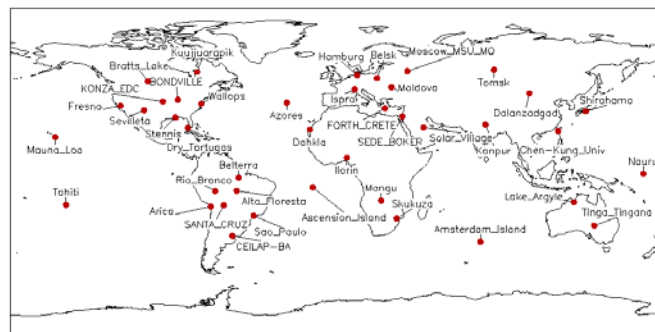 Kuujjuarapik
Hamburg
Belsk
Moscow_MSU_MO
Bratts_Lake
BONDVILLE
Tomsk
KONZA_EDC
Wallops
Moldova
Fresno
Azores
Ispra
Dalanzadgad
Shirahama
Sevilleta
FORTH_CRETE
Stennis
Dahkla
SEDE_BOKER
Solar_Village
Mauna_Loa
Dry_Tortugas
Kanpur
Chen-Kung_Univ
Belterra
Ilorin
Nauru
Rio_Branco
Tahiti
Alta_Floresta
Mongu
Lake_Argyle
Arica
Ascension_Island
Skukuza
Tinga_Tingana
SANTA_CRUZ
Sao_Paulo
Amsterdam_Island
CEILAP-BA